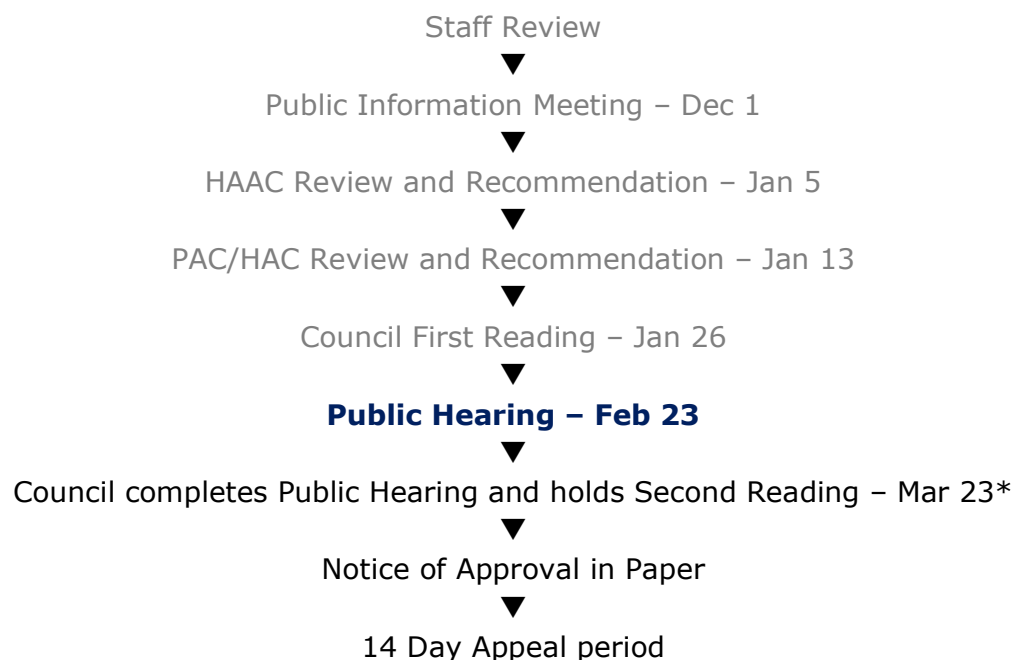 Staff Review
▼
Public Information Meeting – Dec 1
▼
HAAC Review and Recommendation – Jan 5
▼
PAC/HAC Review and Recommendation – Jan 13
▼
Council First Reading – Jan 26
▼
Public Hearing – Feb 23
▼
Council completes Public Hearing and holds Second Reading – Mar 23*
▼
Notice of Approval in Paper
▼
14 Day Appeal period